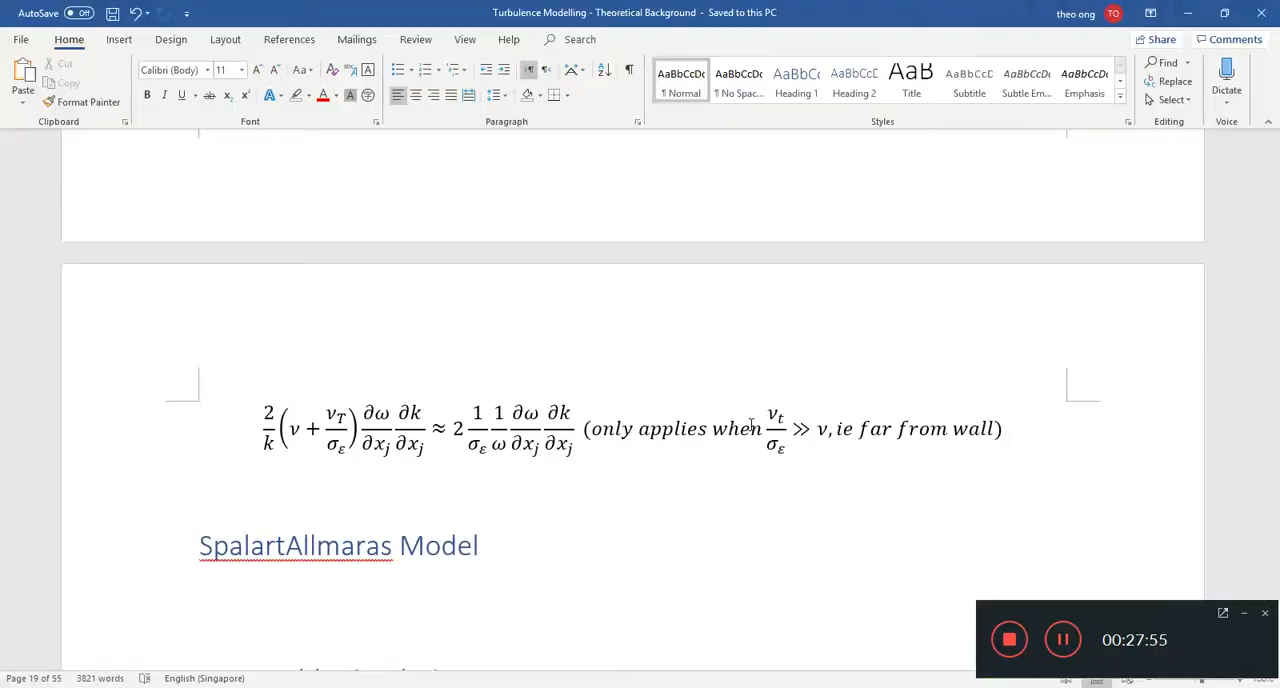 AutoSave Off
Turbulence Modelling - Theoretical Background - Saved to this PC
theo ong TO
File Home Insert Design Layout References Mailings Review View Help Search
Share Comments
Paste
Cut
Copy
Format Painter
Clipboard
Calibri (Body) 11
Font
Paragraph
AaBbCcDc ¶ Normal
AaBbCcDc ¶ No Spac...
AaBbCc Heading 1
AaBbCcC Heading 2
AaB Title
AaBbCcC Subtitle
AaBbCcDc Subtle Em...
AaBbCcDc Emphasis
Styles
Find
Replace
Select
Editing
Dictate
Voice
2/k (ν + ν_T/σ_ε) ∂ω/∂x_j ∂k/∂x_j ≈ 2 1/σ_ε 1/ω ∂ω/∂x_j ∂k/∂x_j (only applies when ν_t/σ_ε ≫ ν, ie far from wall)
SpalartAllmaras Model
00:27:55
Page 19 of 55 3821 words English (Singapore)